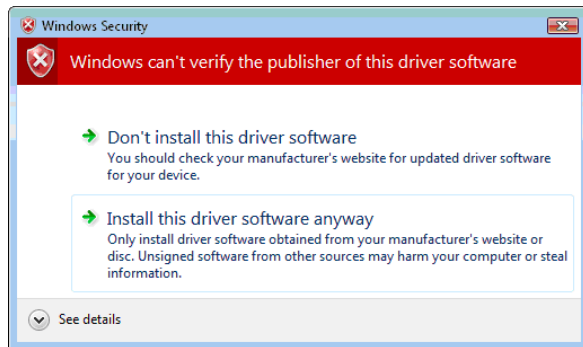 Windows Security
Windows can't verify the publisher of this driver software
Don't install this driver software
You should check your manufacturer's website for updated driver software
for your device.
Install this driver software anyway
Only install driver software obtained from your manufacturer's website or
disc. Unsigned software from other sources may harm your computer or steal
information.
See details